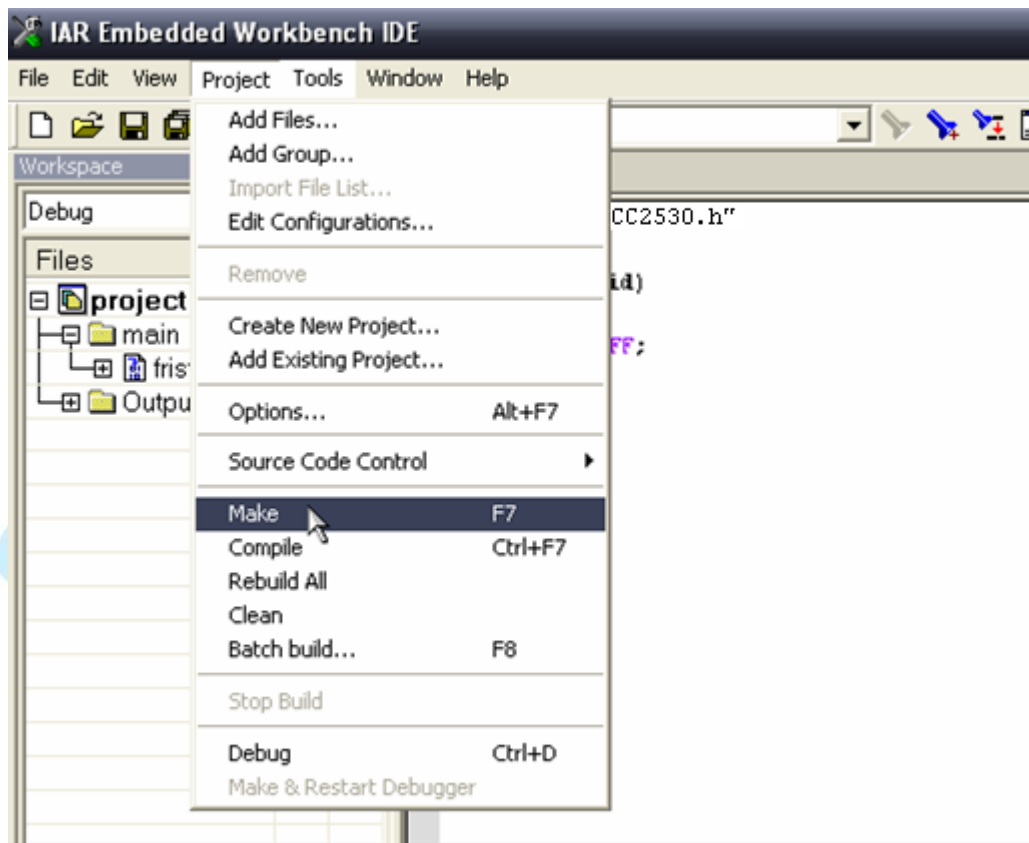 IAR Embedded Workbench IDE
File Edit View Project Tools Window Help
Workspace
Debug
Files
project
main
fris
Outpu
Add Files...
Add Group...
Import File List...
Edit Configurations...
Remove
Create New Project...
Add Existing Project...
Options... Alt+F7
Source Code Control
Make F7
Compile Ctrl+F7
Rebuild All
Clean
Batch build... F8
Stop Build
Debug Ctrl+D
Make & Restart Debugger
CC2530.h"
id)
FF;